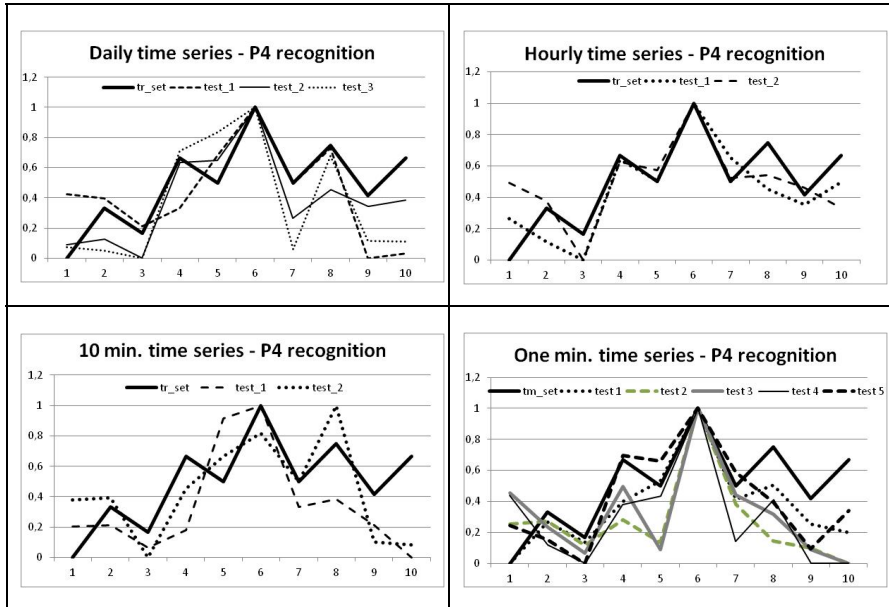 Daily time series - P4 recognition
1,2
tr_set test_1 test_2 test_3
1
0,8
0,6
0,4
0,2
0
1 2 3 4 5 6 7 8 9 10
Hourly time series - P4 recognition
1,2
tr_set test_1 test_2
1
0,8
0,6
0,4
0,2
0
1 2 3 4 5 6 7 8 9 10
10 min. time series - P4 recognition
1,2
tr_set test_1 test_2
1
0,8
0,6
0,4
0,2
0
1 2 3 4 5 6 7 8 9 10
One min. time series - P4 recognition
1,2
tm_set test 1 test 2 test 3 test 4 test 5
1
0,8
0,6
0,4
0,2
0
1 2 3 4 5 6 7 8 9 10